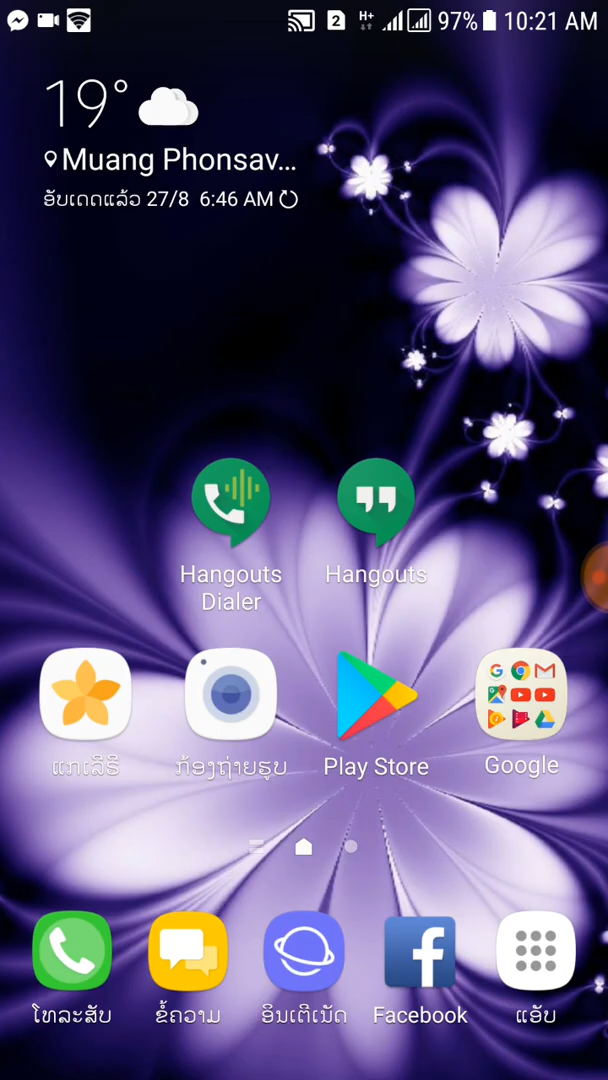 2 H+ 97% 10:21 AM
19°
Muang Phonsav...
ອັບເດດແລ້ວ 27/8 6:46 AM
Hangouts Dialer
Hangouts
ແກເລີຣີ ກ້ອງຖ່າຍຮູບ Play Store Google
ໂທລະສັບ ຂໍ້ຄວາມ ອິນເຕີເນັດ Facebook ແອັບ